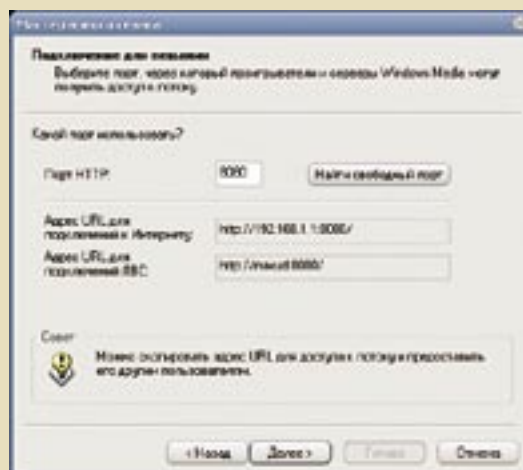 Подключение для вещания
Выберите порт, через который проигрыватели и серверы Windows Media могут
получить доступ к потоку.
Какой порт использовать?
Порт HTTP:
8080
Найти свободный порт
Адрес URL для
подключений к Интернету:
http://192.168.1.1:8080/
Адрес URL для
подключений ЛВС:
8080/
Совет
Можно скопировать адрес URL для доступа к потоку и предоставить
его другим пользователям.
< Назад
Далее >
Готово
Отмена